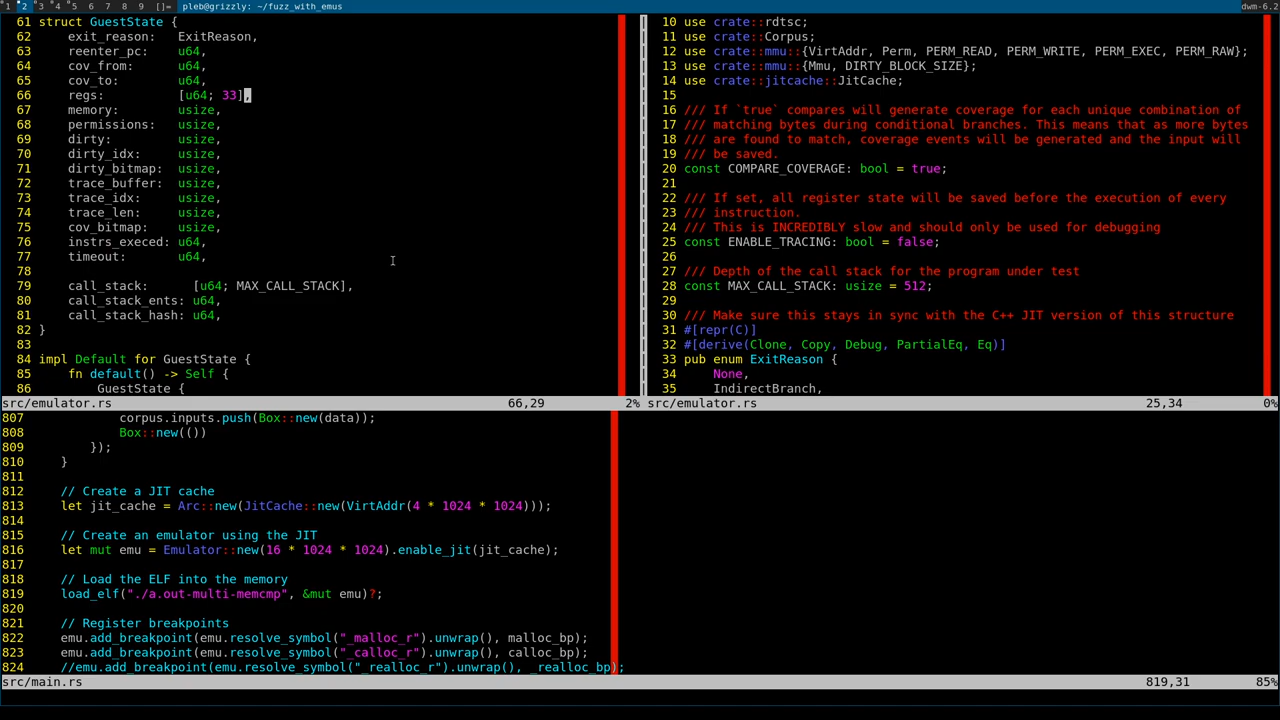 1 2 3 4 5 6 7 8 9 []= pleb@grizzly: ~/fuzz_with_emus dwm-6.2
61 struct GuestState {
62     exit_reason:   ExitReason,
63     reenter_pc:    u64,
64     cov_from:      u64,
65     cov_to:        u64,
66     regs:          [u64; 33],
67     memory:        usize,
68     permissions:   usize,
69     dirty:         usize,
70     dirty_idx:     usize,
71     dirty_bitmap:  usize,
72     trace_buffer:  usize,
73     trace_idx:     usize,
74     trace_len:     usize,
75     cov_bitmap:    usize,
76     instrs_execed: u64,
77     timeout:       u64,
78
79     call_stack:      [u64; MAX_CALL_STACK],
80     call_stack_ents: u64,
81     call_stack_hash: u64,
82 }
83
84 impl Default for GuestState {
85     fn default() -> Self {
86         GuestState {
src/emulator.rs 66,29 2%
10 use crate::rdtsc;
11 use crate::Corpus;
12 use crate::mmu::{VirtAddr, Perm, PERM_READ, PERM_WRITE, PERM_EXEC, PERM_RAW};
13 use crate::mmu::{Mmu, DIRTY_BLOCK_SIZE};
14 use crate::jitcache::JitCache;
15
16 /// If `true` compares will generate coverage for each unique combination of
17 /// matching bytes during conditional branches. This means that as more bytes
18 /// are found to match, coverage events will be generated and the input will
19 /// be saved.
20 const COMPARE_COVERAGE: bool = true;
21
22 /// If set, all register state will be saved before the execution of every
23 /// instruction.
24 /// This is INCREDIBLY slow and should only be used for debugging
25 const ENABLE_TRACING: bool = false;
26
27 /// Depth of the call stack for the program under test
28 const MAX_CALL_STACK: usize = 512;
29
30 /// Make sure this stays in sync with the C++ JIT version of this structure
31 #[repr(C)]
32 #[derive(Clone, Copy, Debug, PartialEq, Eq)]
33 pub enum ExitReason {
34     None,
35     IndirectBranch,
src/emulator.rs 25,34 0%
807             corpus.inputs.push(Box::new(data));
808             Box::new(())
809         });
810     }
811
812     // Create a JIT cache
813     let jit_cache = Arc::new(JitCache::new(VirtAddr(4 * 1024 * 1024)));
814
815     // Create an emulator using the JIT
816     let mut emu = Emulator::new(16 * 1024 * 1024).enable_jit(jit_cache);
817
818     // Load the ELF into the memory
819     load_elf("./a.out-multi-memcmp", &mut emu)?;
820
821     // Register breakpoints
822     emu.add_breakpoint(emu.resolve_symbol("_malloc_r").unwrap(), malloc_bp);
823     emu.add_breakpoint(emu.resolve_symbol("_calloc_r").unwrap(), calloc_bp);
824     //emu.add_breakpoint(emu.resolve_symbol("_realloc_r").unwrap(), _realloc_bp);
src/main.rs 819,31 85%